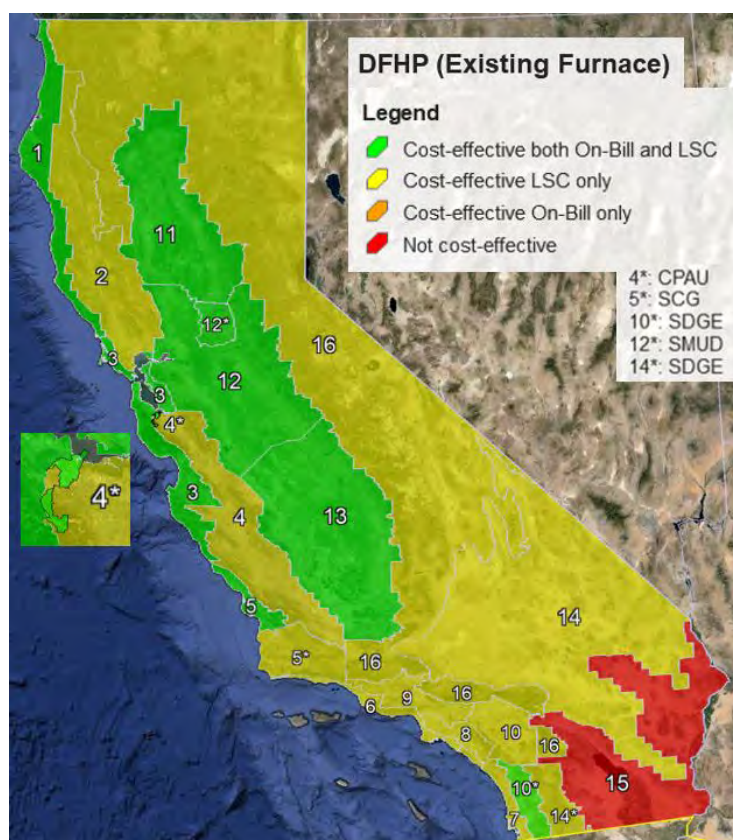 DFHP (Existing Furnace)
Legend
Cost-effective both On-Bill and LSC
Cost-effective LSC only
Cost-effective On-Bill only
Not cost-effective
4*: CPAU
5*: SCG
10*: SDGE
12*: SMUD
14*: SDGE
1
11
2
12*
16
3
12
3
4*
4*
3
4
13
5
14
5*
16
16
9
6
8
10
16
15
10*
14*
7